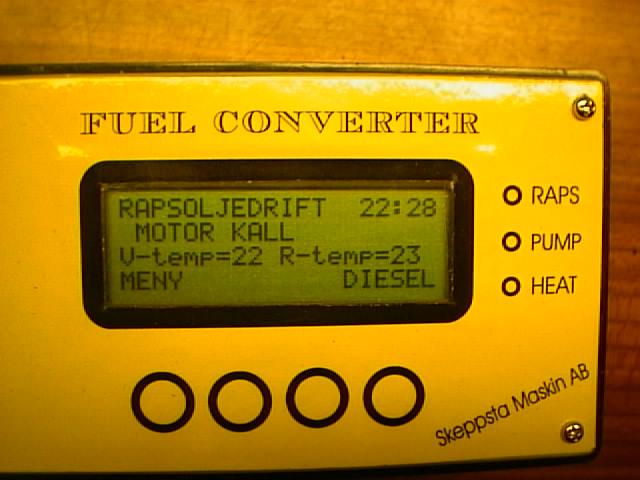 FUEL CONVERTER
RAPSOLJEDRIFT 22:28
MOTOR KALL
V-temp=22 R-temp=23
MENY DIESEL
RAPS
PUMP
HEAT
Skeppsta Maskin AB